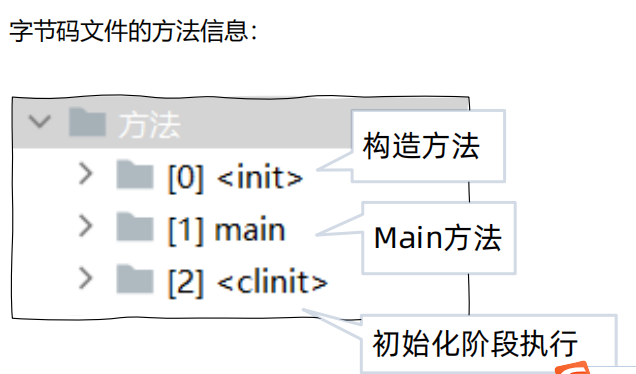 字节码文件的方法信息：
方法
[0] <init>
构造方法
[1] main
Main方法
[2] <clinit>
初始化阶段执行